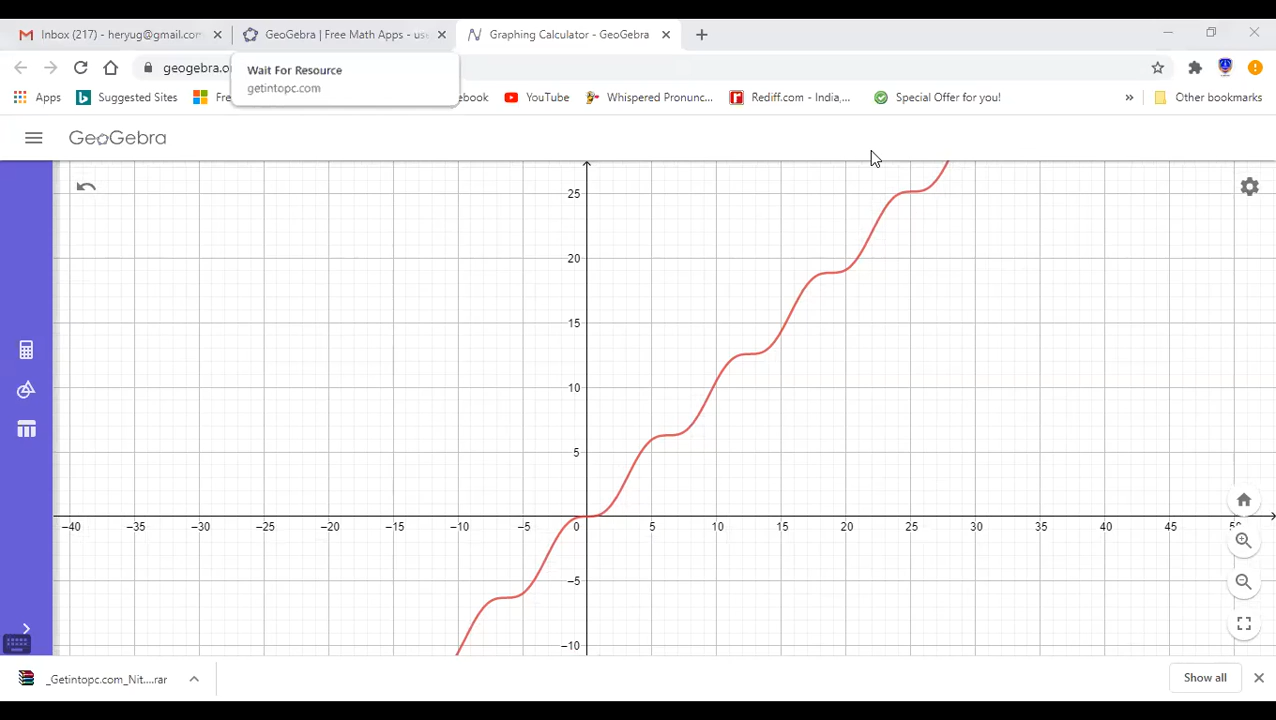 Inbox (217) - heryug@gmail.com
GeoGebra | Free Math Apps - use
Graphing Calculator - GeoGebra
geogebra.o
Wait For Resource
getintopc.com
Apps
Suggested Sites
Fre
ebook
YouTube
Whispered Pronunc...
Rediff.com - India,...
Special Offer for you!
»
Other bookmarks
GeoGebra
25
20
15
10
5
0
−5
−10
−40 −35 −30 −25 −20 −15 −10 −5 5 10 15 20 25 30 35 40 45
_Getintopc.com_Nit....rar
Show all